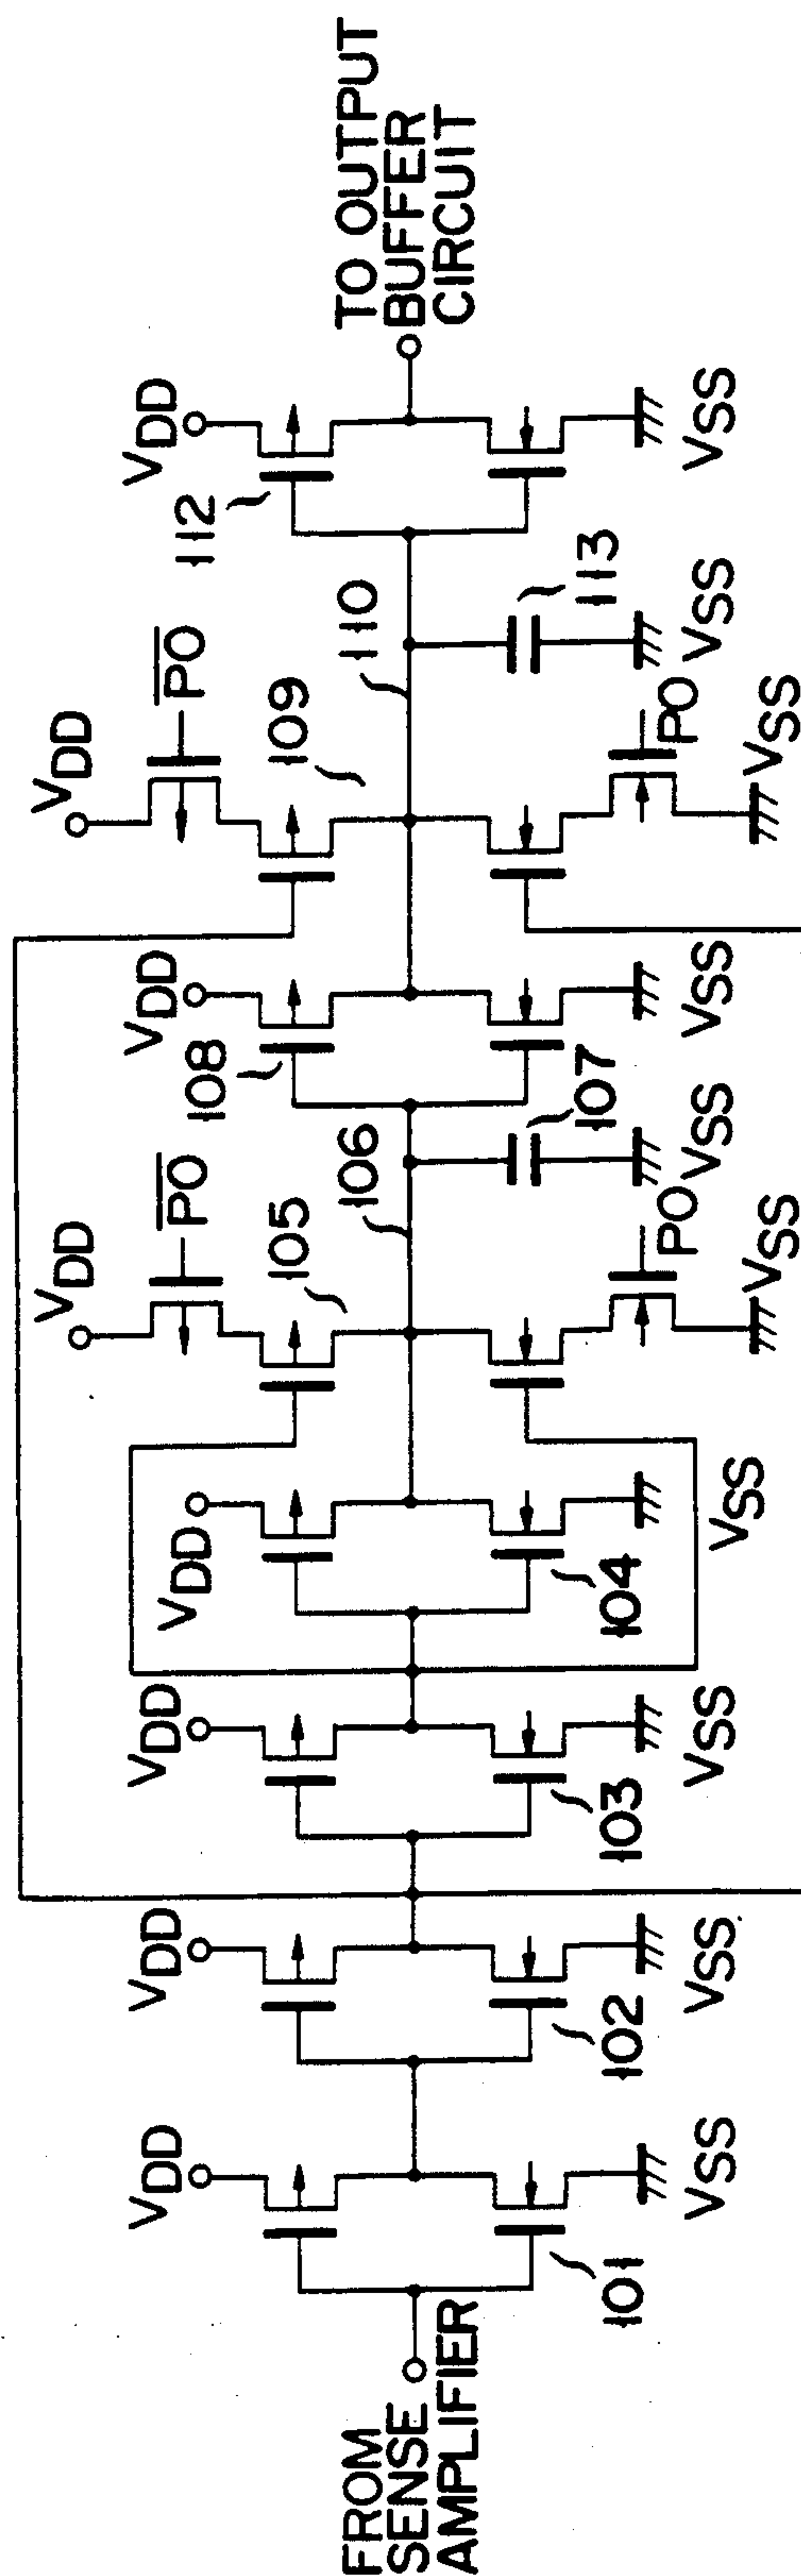 FROM
SENSE
AMPLIFIER
VDD
101
VSS
VDD
102
VSS
VDD
103
VSS
VDD
104
VSS
VDD
P̅O̅
105
PO
VSS
106
107
VSS
VDD
108
VSS
VDD
P̅O̅
109
PO
VSS
110
113
VSS
VDD
112
VSS
TO OUTPUT
BUFFER
CIRCUIT